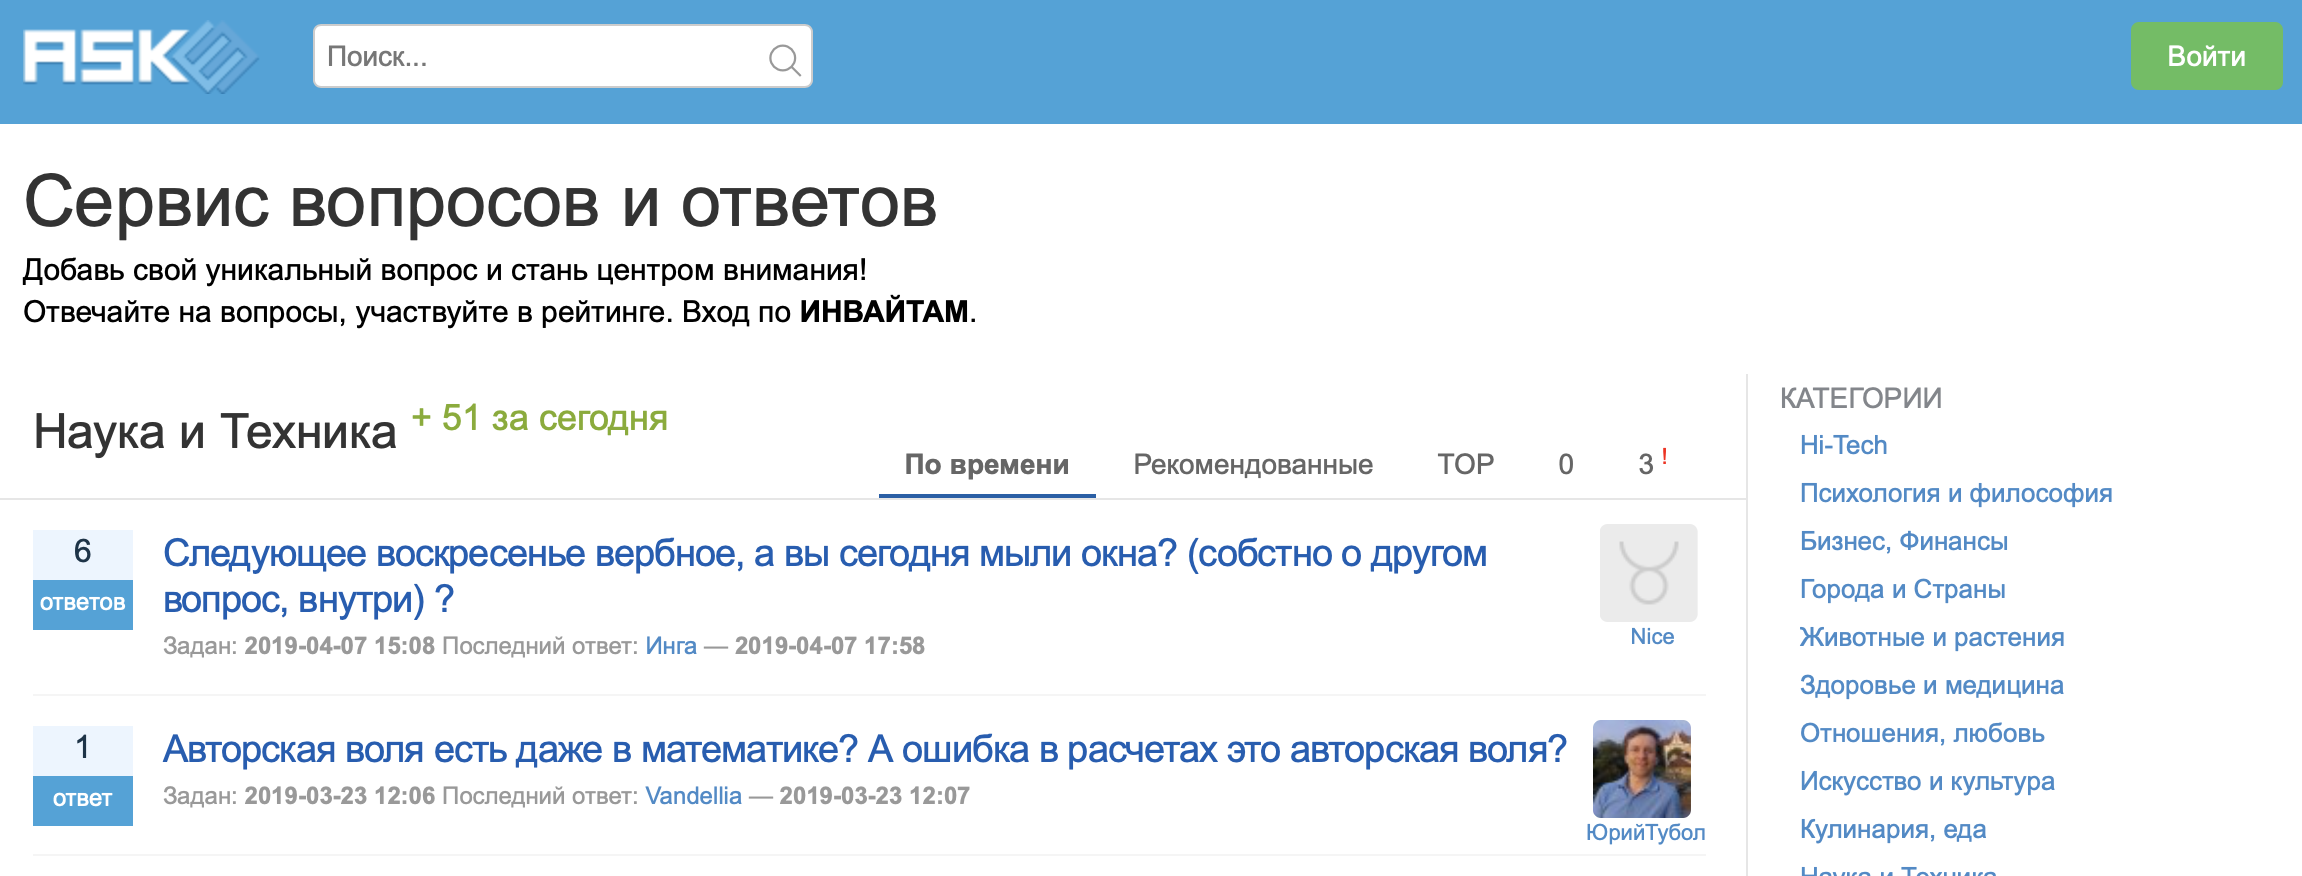 ASK
Поиск...
Войти
Сервис вопросов и ответов
Добавь свой уникальный вопрос и стань центром внимания!
Отвечайте на вопросы, участвуйте в рейтинге. Вход по ИНВАЙТАМ.
Наука и Техника + 51 за сегодня
По времени Рекомендованные TOP 0 3 !
6
ответов
Следующее воскресенье вербное, а вы сегодня мыли окна? (собстно о другом
вопрос, внутри) ?
Задан: 2019-04-07 15:08 Последний ответ: Инга — 2019-04-07 17:58
Nice
1
ответ
Авторская воля есть даже в математике? А ошибка в расчетах это авторская воля?
Задан: 2019-03-23 12:06 Последний ответ: Vandellia — 2019-03-23 12:07
ЮрийТубол
КАТЕГОРИИ
Hi-Tech
Психология и философия
Бизнес, Финансы
Города и Страны
Животные и растения
Здоровье и медицина
Отношения, любовь
Искусство и культура
Кулинария, еда
Наука и Техника